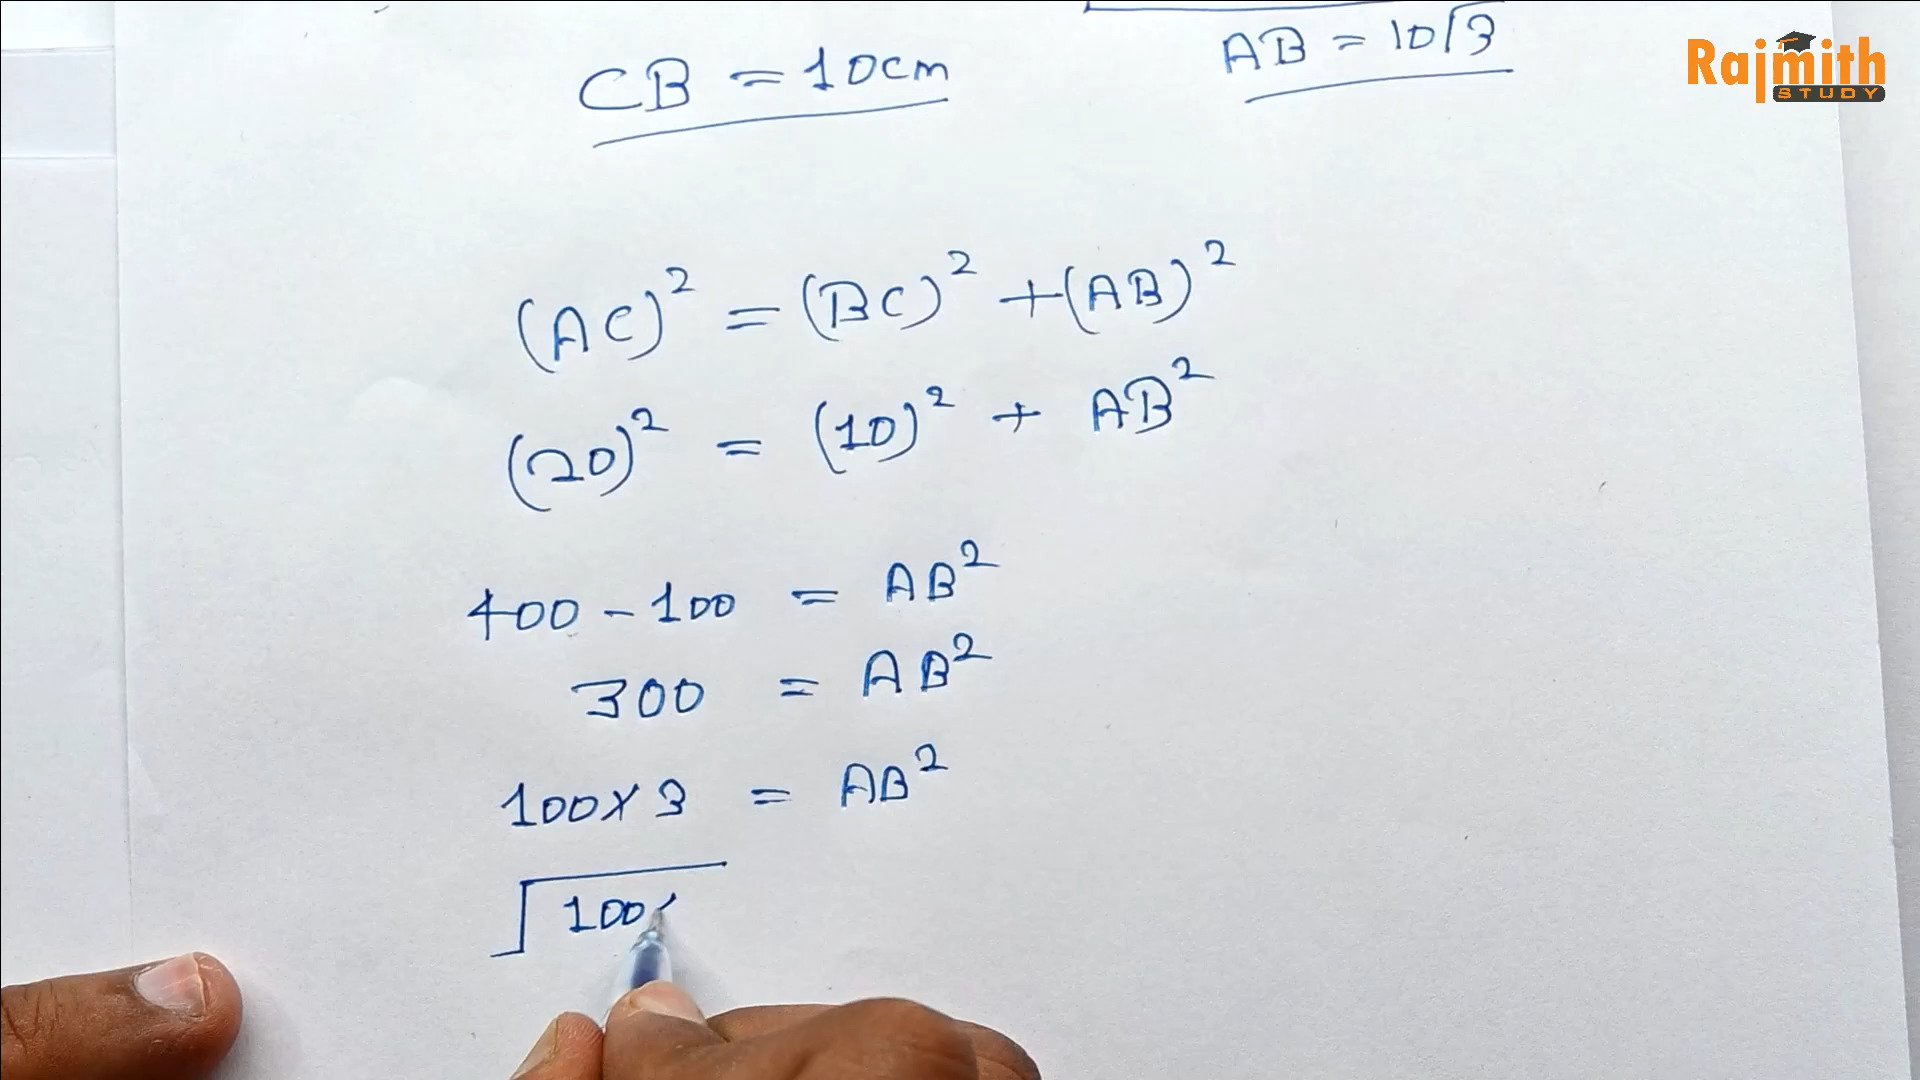 CB = 10cm
AB = 10√3
Rajmith
STUDY
(AC)² = (BC)² + (AB)²
(20)² = (10)² + AB²
400 - 100 = AB²
300 = AB²
100 × 3 = AB²
√100×